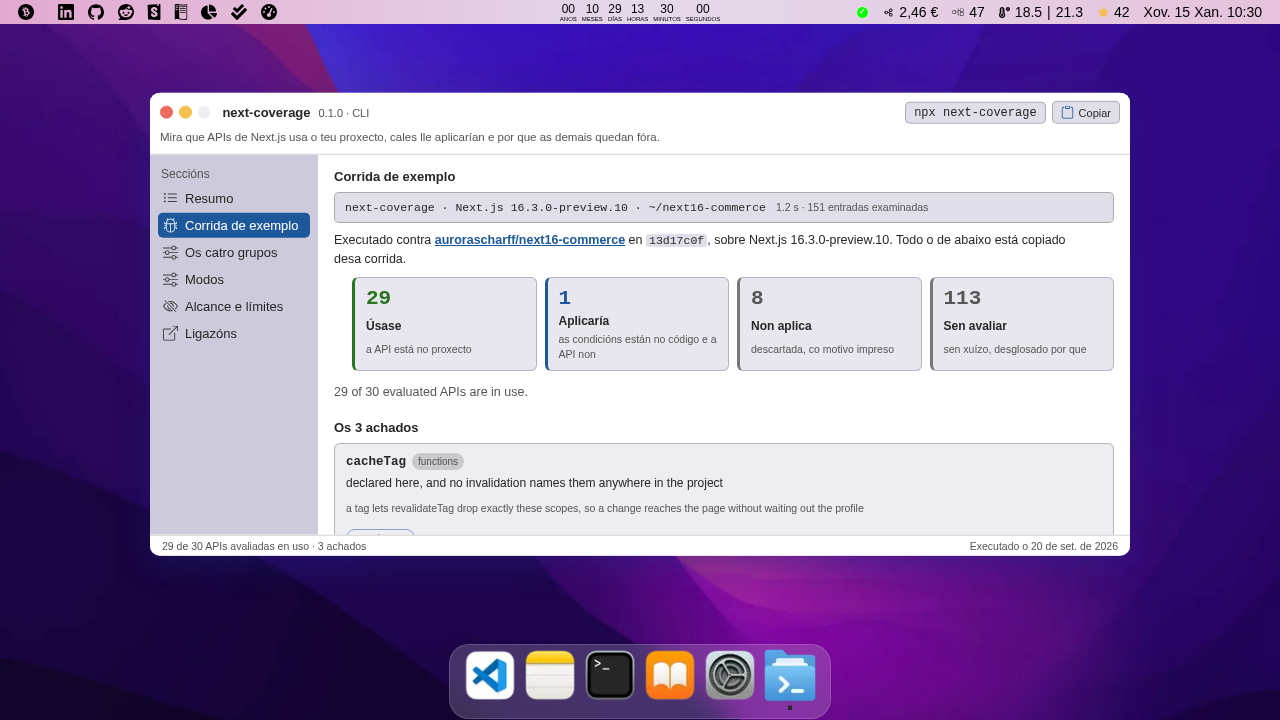 00 10 29 13 30 00
ANOS MESES DÍAS HORAS MINUTOS SEGUNDOS
2,46 € 47 18.5 | 21.3 42 Xov. 15 Xan. 10:30
next-coverage 0.1.0 · CLI
npx next-coverage
Copiar
Mira que APIs de Next.js usa o teu proxecto, cales lle aplicarían e por que as demais quedan fóra.
Seccións
Resumo
Corrida de exemplo
Os catro grupos
Modos
Alcance e límites
Ligazóns
Corrida de exemplo
next-coverage · Next.js 16.3.0-preview.10 · ~/next16-commerce 1.2 s · 151 entradas examinadas
Executado contra aurorascharff/next16-commerce en 13d17c0f, sobre Next.js 16.3.0-preview.10. Todo o de abaixo está copiado
desa corrida.
29
Úsase
a API está no proxecto
1
Aplicaría
as condicións están no código e a
API non
8
Non aplica
descartada, co motivo impreso
113
Sen avaliar
sen xuízo, desglosado por que
29 of 30 evaluated APIs are in use.
Os 3 achados
cacheTag functions
declared here, and no invalidation names them anywhere in the project
a tag lets revalidateTag drop exactly these scopes, so a change reaches the page without waiting out the profile
29 de 30 APIs avaliadas en uso · 3 achados
Executado o 20 de set. de 2026
>_